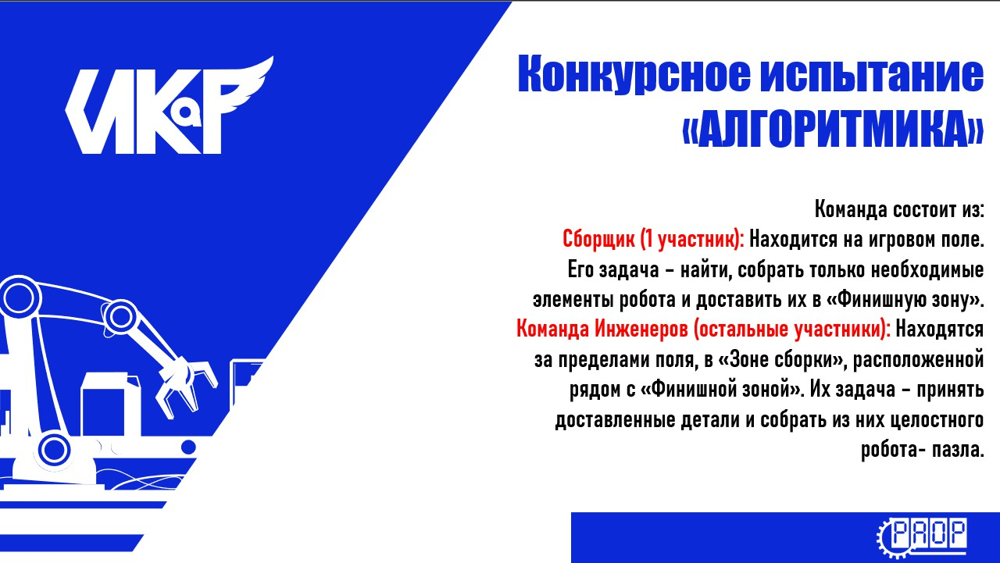 ИКаР
Конкурсное испытание
«АЛГОРИТМИКА»
Команда состоит из:
Сборщик (1 участник): Находится на игровом поле.
Его задача – найти, собрать только необходимые
элементы робота и доставить их в «Финишную зону».
Команда Инженеров (остальные участники): Находятся
за пределами поля, в «Зоне сборки», расположенной
рядом с «Финишной зоной». Их задача – принять
доставленные детали и собрать из них целостного
робота- пазла.
РАОР